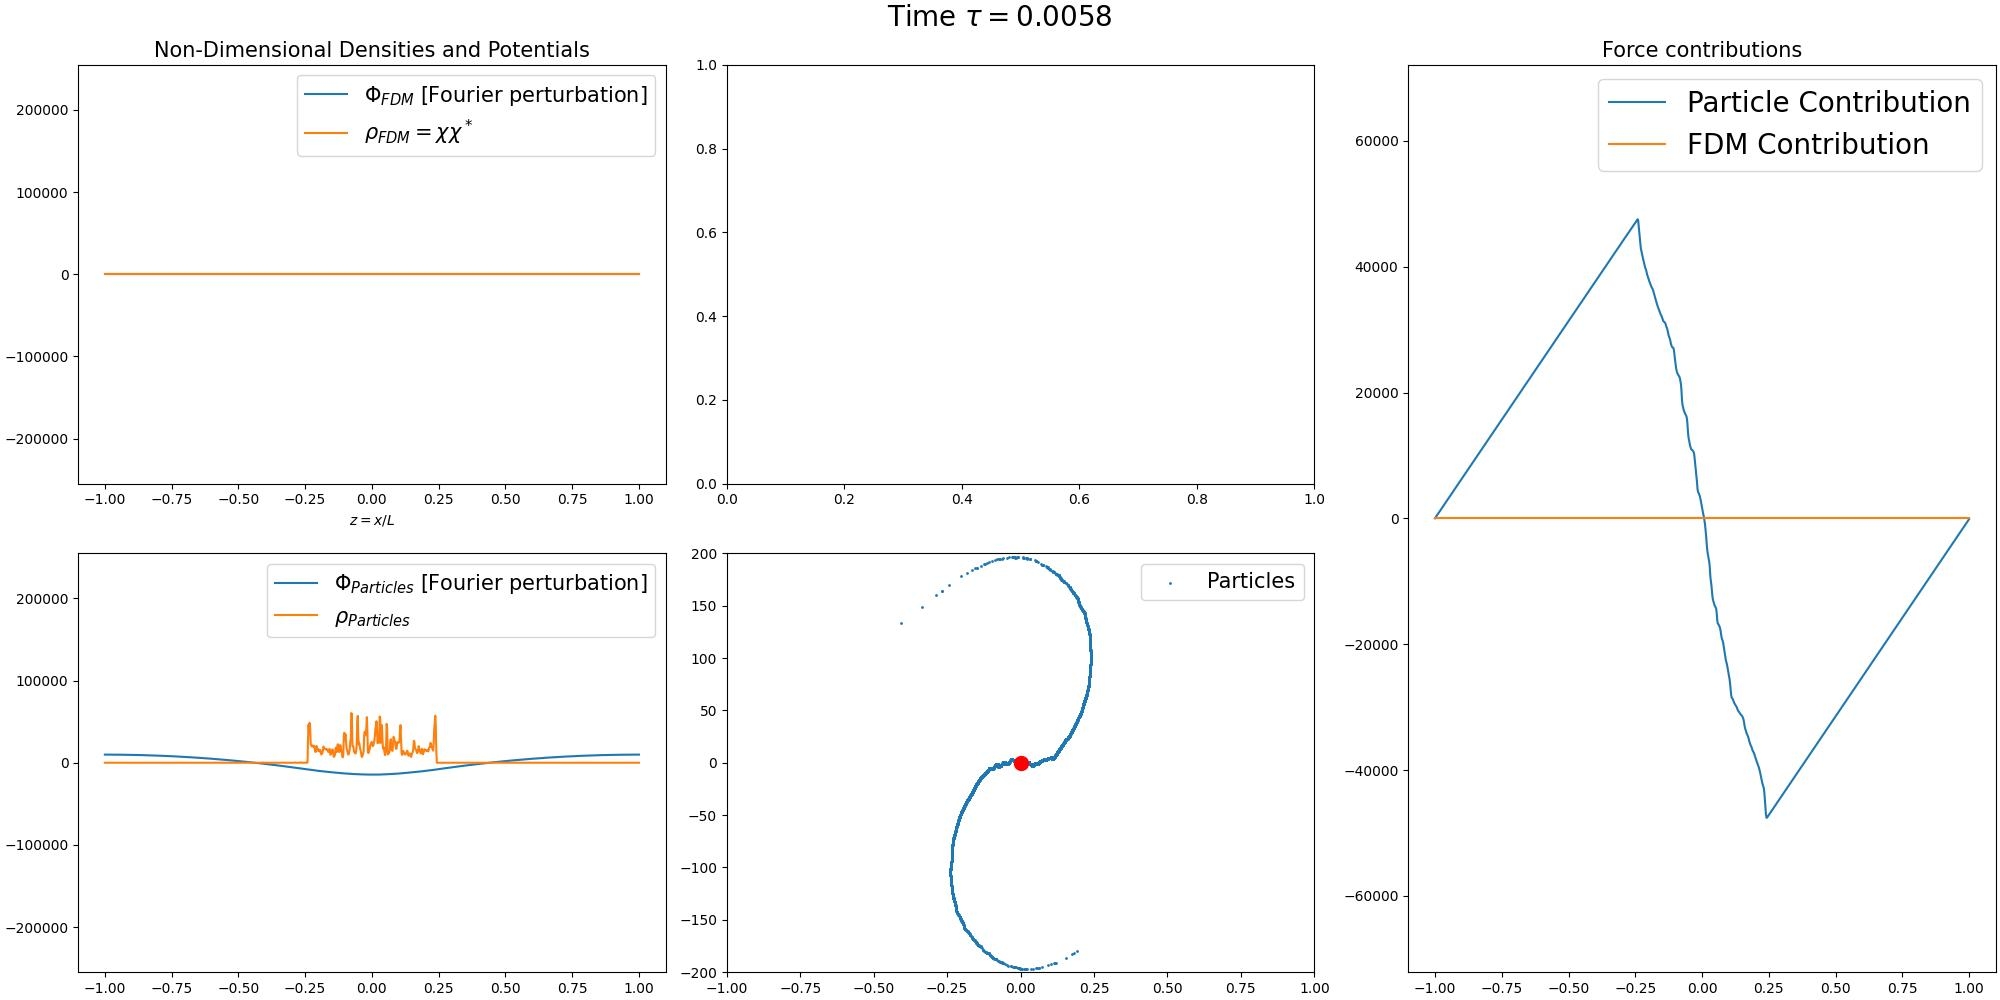 Time τ = 0.0058
Non-Dimensional Densities and Potentials
Φ_FDM [Fourier perturbation]
ρ_FDM = χχ*
200000
100000
0
−100000
−200000
−1.00 −0.75 −0.50 −0.25 0.00 0.25 0.50 0.75 1.00
z = x/L
1.0
0.8
0.6
0.4
0.2
0.0
0.0 0.2 0.4 0.6 0.8 1.0
Force contributions
Particle Contribution
FDM Contribution
60000
40000
20000
0
−20000
−40000
−60000
−1.00 −0.75 −0.50 −0.25 0.00 0.25 0.50 0.75 1.00
Φ_Particles [Fourier perturbation]
ρ_Particles
200000
100000
0
−100000
−200000
−1.00 −0.75 −0.50 −0.25 0.00 0.25 0.50 0.75 1.00
Particles
200
150
100
50
0
−50
−100
−150
−200
−1.00 −0.75 −0.50 −0.25 0.00 0.25 0.50 0.75 1.00